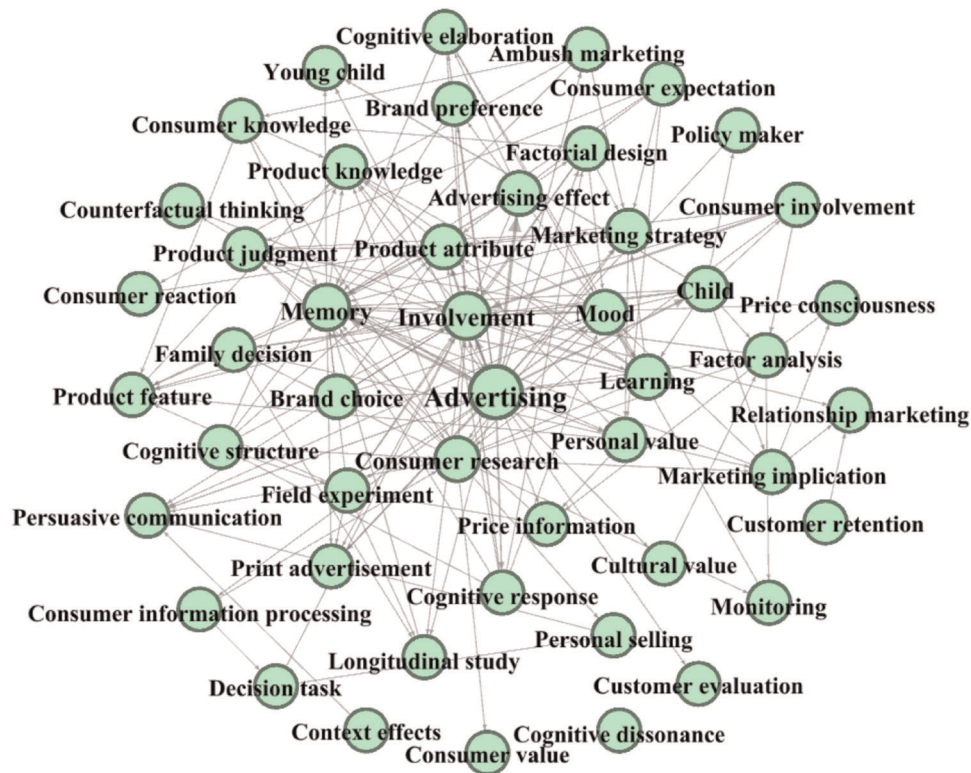 Cognitive elaboration
Ambush marketing
Young child
Consumer expectation
Brand preference
Consumer knowledge
Policy maker
Factorial design
Product knowledge
Advertising effect
Counterfactual thinking
Consumer involvement
Marketing strategy
Product judgment
Product attribute
Consumer reaction
Child
Price consciousness
Memory
Involvement
Mood
Family decision
Factor analysis
Product feature
Brand choice
Advertising
Learning
Relationship marketing
Cognitive structure
Consumer research
Personal value
Marketing implication
Field experiment
Persuasive communication
Price information
Customer retention
Print advertisement
Cultural value
Cognitive response
Monitoring
Consumer information processing
Personal selling
Longitudinal study
Decision task
Customer evaluation
Context effects
Cognitive dissonance
Consumer value